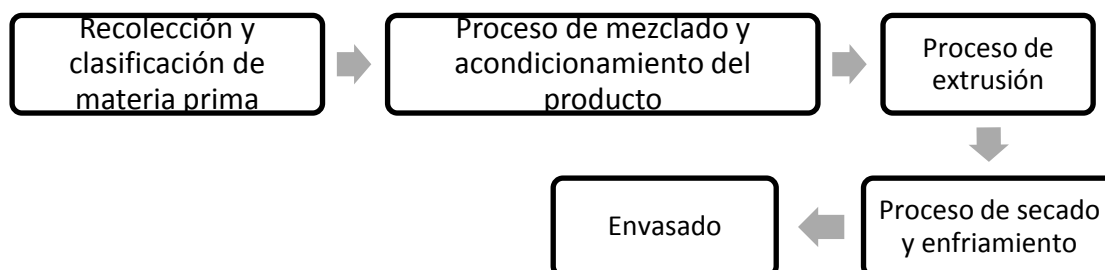 Recolección y
clasificación de
materia prima
Proceso de mezclado y
acondicionamiento del
producto
Proceso de
extrusión
Proceso de secado
y enfriamiento
Envasado